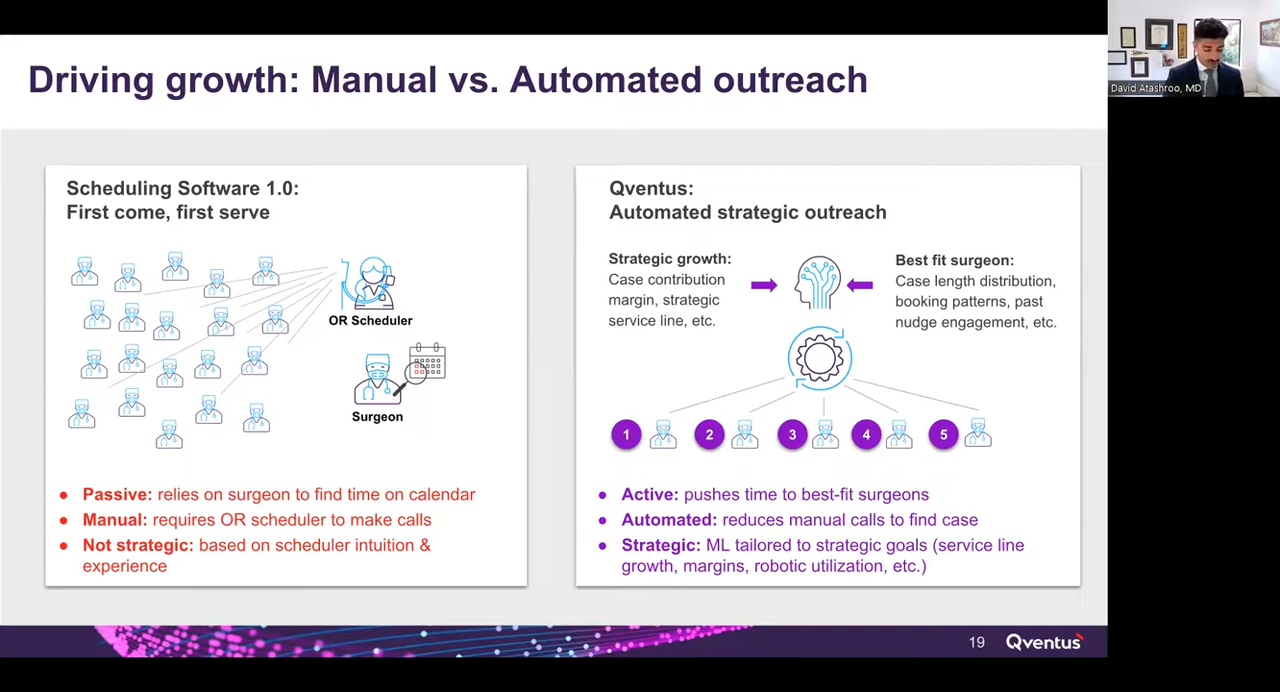 Driving growth: Manual vs. Automated outreach
David Atashroo, MD
Scheduling Software 1.0:
First come, first serve
OR Scheduler
Surgeon
● Passive: relies on surgeon to find time on calendar
● Manual: requires OR scheduler to make calls
● Not strategic: based on scheduler intuition &
experience
Qventus:
Automated strategic outreach
Strategic growth:
Case contribution
margin, strategic
service line, etc.
Best fit surgeon:
Case length distribution,
booking patterns, past
nudge engagement, etc.
1 2 3 4 5
● Active: pushes time to best-fit surgeons
● Automated: reduces manual calls to find case
● Strategic: ML tailored to strategic goals (service line
growth, margins, robotic utilization, etc.)
19 Qventus